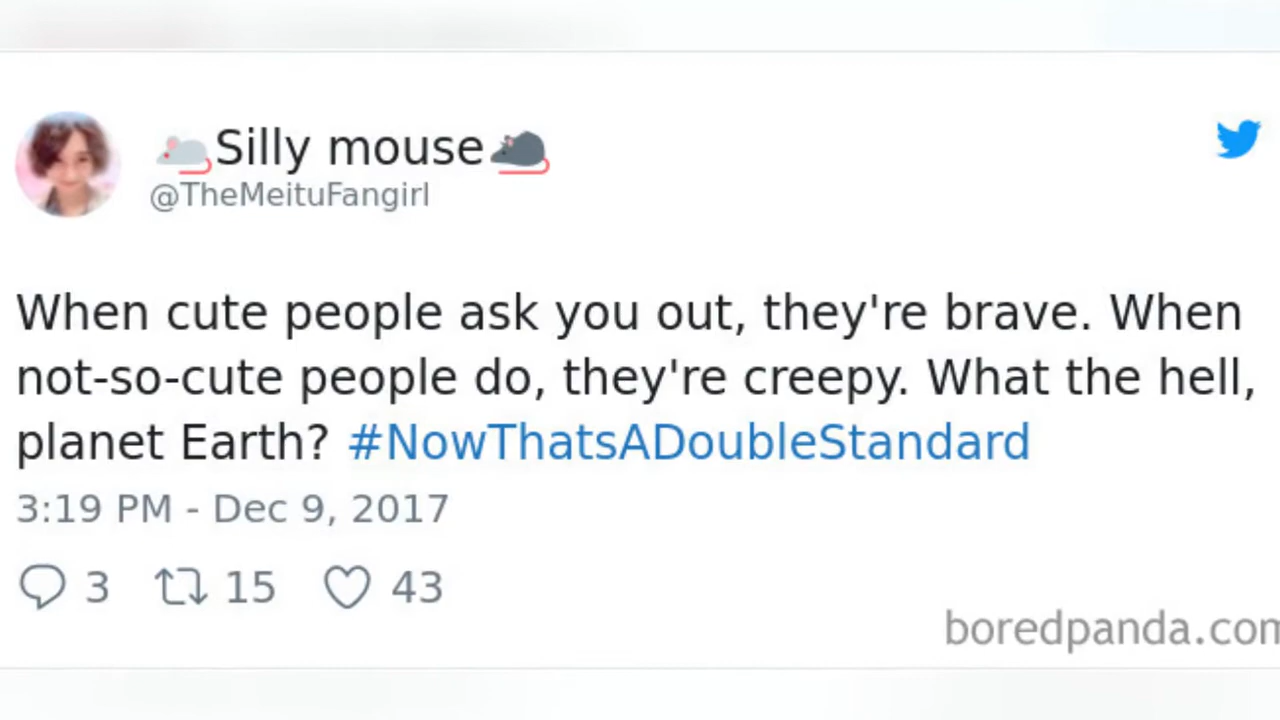 🐁Silly mouse🐀
@TheMeituFangirl
When cute people ask you out, they're brave. When
not-so-cute people do, they're creepy. What the hell,
planet Earth? #NowThatsADoubleStandard
3:19 PM - Dec 9, 2017
3 15 43
boredpanda.com